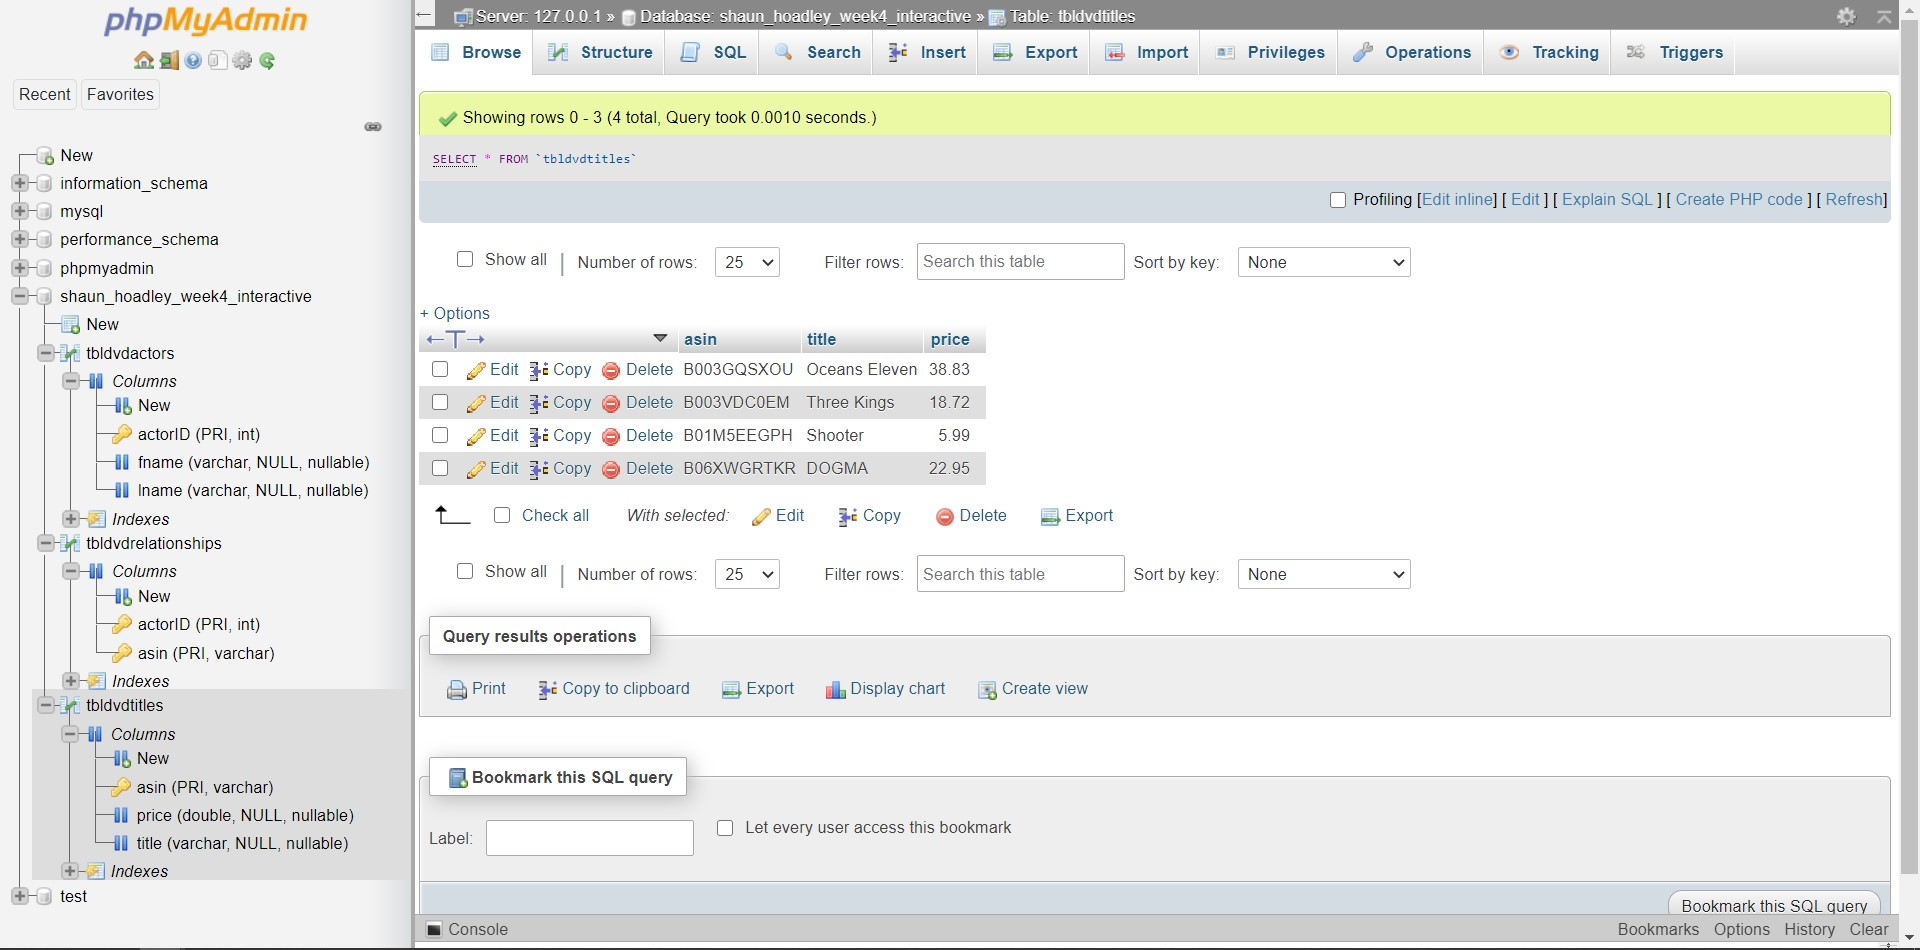 phpMyAdmin
Recent
Favorites
New
information_schema
mysql
performance_schema
phpmyadmin
shaun_hoadley_week4_interactive
New
tbldvdactors
Columns
New
actorID (PRI, int)
fname (varchar, NULL, nullable)
lname (varchar, NULL, nullable)
Indexes
tbldvdrelationships
Columns
New
actorID (PRI, int)
asin (PRI, varchar)
Indexes
tbldvdtitles
Columns
New
asin (PRI, varchar)
price (double, NULL, nullable)
title (varchar, NULL, nullable)
Indexes
test
Server: 127.0.0.1 » Database: shaun_hoadley_week4_interactive » Table: tbldvdtitles
Browse Structure SQL Search Insert Export Import Privileges Operations Tracking Triggers
Showing rows 0 - 3 (4 total, Query took 0.0010 seconds.)
SELECT * FROM `tbldvdtitles`
Profiling [Edit inline] [ Edit ] [ Explain SQL ] [ Create PHP code ] [ Refresh]
Show all | Number of rows: 25 Filter rows: Search this table Sort by key: None
+ Options
←T→ asin title price
Edit Copy Delete B003GQSXOU Oceans Eleven 38.83
Edit Copy Delete B003VDC0EM Three Kings 18.72
Edit Copy Delete B01M5EEGPH Shooter 5.99
Edit Copy Delete B06XWGRTKR DOGMA 22.95
Check all With selected: Edit Copy Delete Export
Show all | Number of rows: 25 Filter rows: Search this table Sort by key: None
Query results operations
Print Copy to clipboard Export Display chart Create view
Bookmark this SQL query
Label: Let every user access this bookmark
Bookmark this SQL query
Console Bookmarks Options History Clear